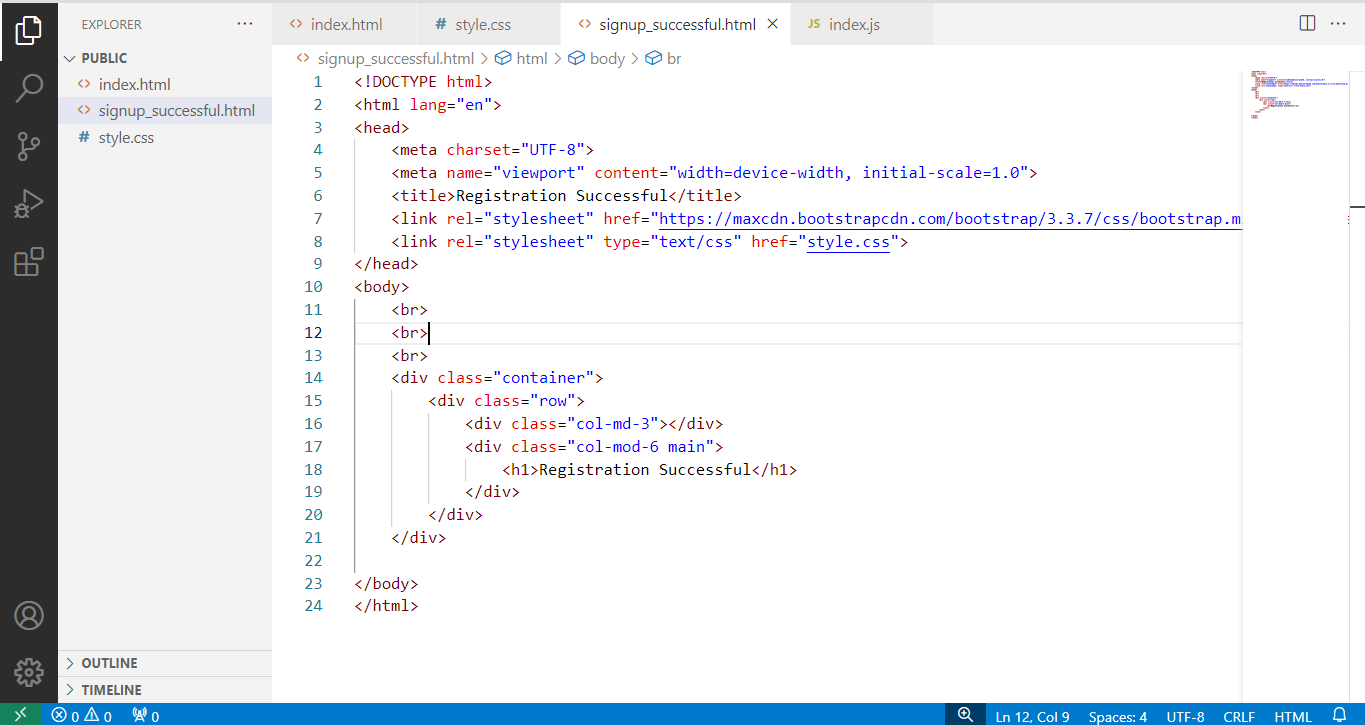 EXPLORER
PUBLIC
index.html
signup_successful.html
style.css
OUTLINE
TIMELINE
index.html # style.css signup_successful.html JS index.js
signup_successful.html > html > body > br
1 <!DOCTYPE html>
2 <html lang="en">
3 <head>
4 <meta charset="UTF-8">
5 <meta name="viewport" content="width=device-width, initial-scale=1.0">
6 <title>Registration Successful</title>
7 <link rel="stylesheet" href="https://maxcdn.bootstrapcdn.com/bootstrap/3.3.7/css/bootstrap.mi
8 <link rel="stylesheet" type="text/css" href="style.css">
9 </head>
10 <body>
11 <br>
12 <br>
13 <br>
14 <div class="container">
15 <div class="row">
16 <div class="col-md-3"></div>
17 <div class="col-mod-6 main">
18 <h1>Registration Successful</h1>
19 </div>
20 </div>
21 </div>
22
23 </body>
24 </html>
0 0 0 Ln 12, Col 9 Spaces: 4 UTF-8 CRLF HTML